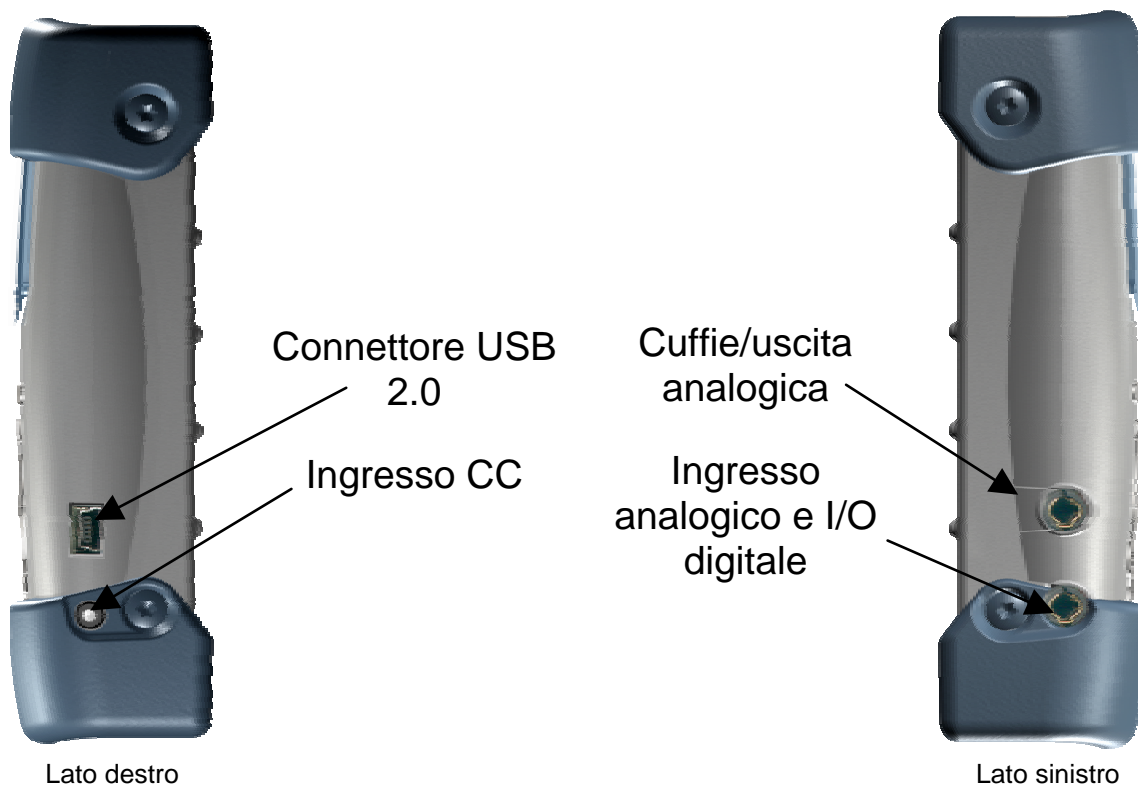 Connettore USB
2.0
Ingresso CC
Cuffie/uscita
analogica
Ingresso
analogico e I/O
digitale
Lato destro
Lato sinistro